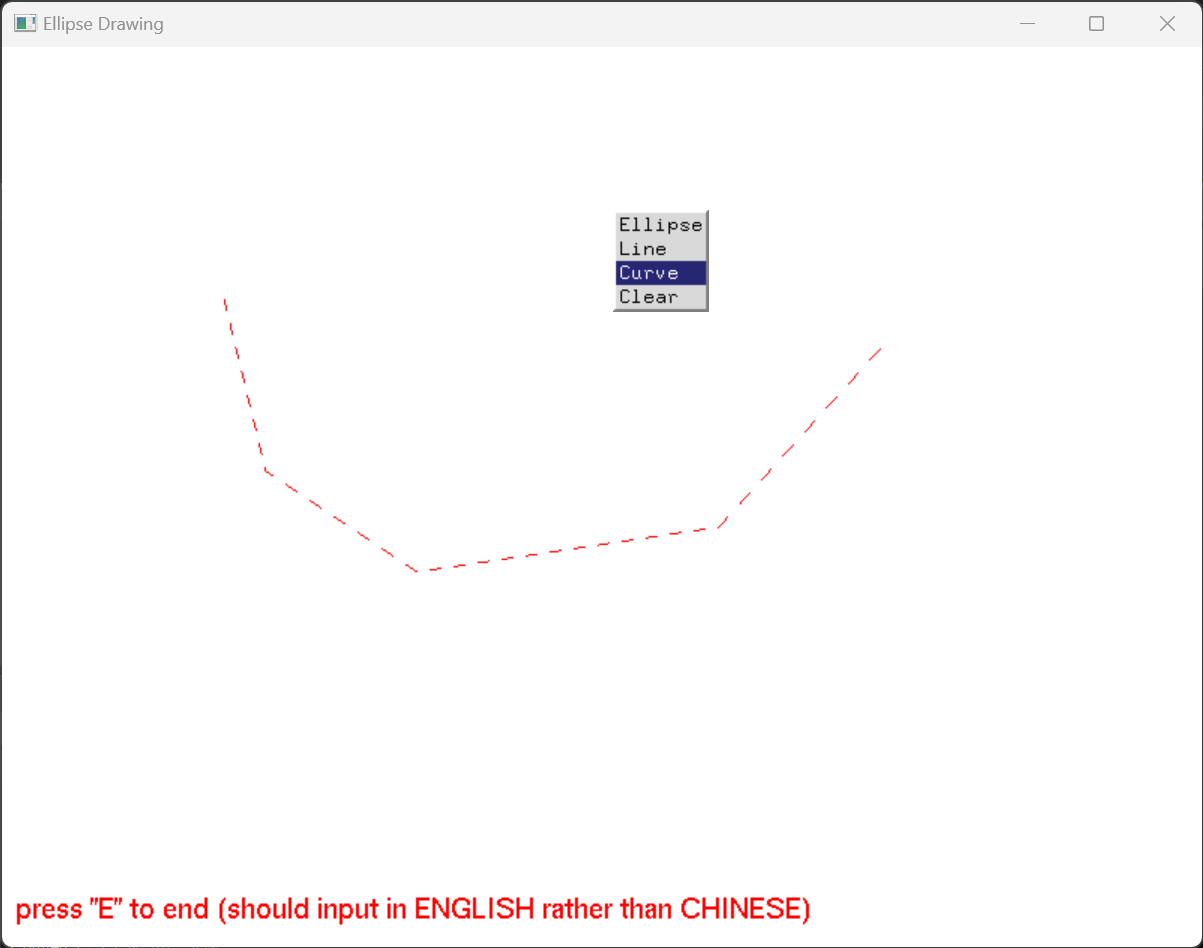 Ellipse Drawing
Ellipse
Line
Curve
Clear
press "E" to end (should input in ENGLISH rather than CHINESE)